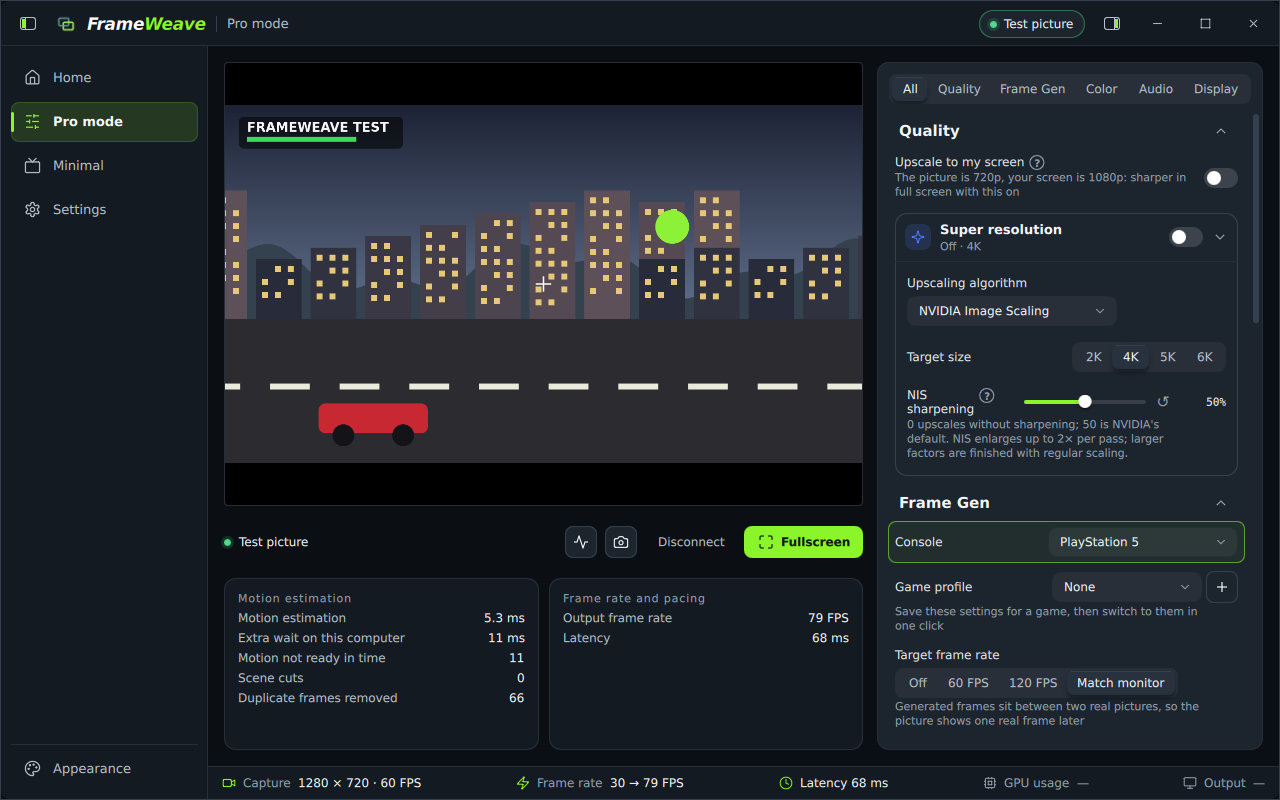 FrameWeave
Pro mode
Test picture
Home
Pro mode
Minimal
Settings
Appearance
FRAMEWEAVE TEST
Test picture
Disconnect
Fullscreen
Motion estimation
Motion estimation 5.3 ms
Extra wait on this computer 11 ms
Motion not ready in time 11
Scene cuts 0
Duplicate frames removed 66
Frame rate and pacing
Output frame rate 79 FPS
Latency 68 ms
All Quality Frame Gen Color Audio Display
Quality
Upscale to my screen ?
The picture is 720p, your screen is 1080p: sharper in
full screen with this on
Super resolution
Off · 4K
Upscaling algorithm
NVIDIA Image Scaling
Target size 2K 4K 5K 6K
NIS
sharpening ? 50%
0 upscales without sharpening; 50 is NVIDIA's
default. NIS enlarges up to 2× per pass; larger
factors are finished with regular scaling.
Frame Gen
Console PlayStation 5
Game profile None
Save these settings for a game, then switch to them in
one click
Target frame rate
Off 60 FPS 120 FPS Match monitor
Generated frames sit between two real pictures, so the
picture shows one real frame later
Capture 1280 × 720 · 60 FPS
Frame rate 30 → 79 FPS
Latency 68 ms
GPU usage —
Output —